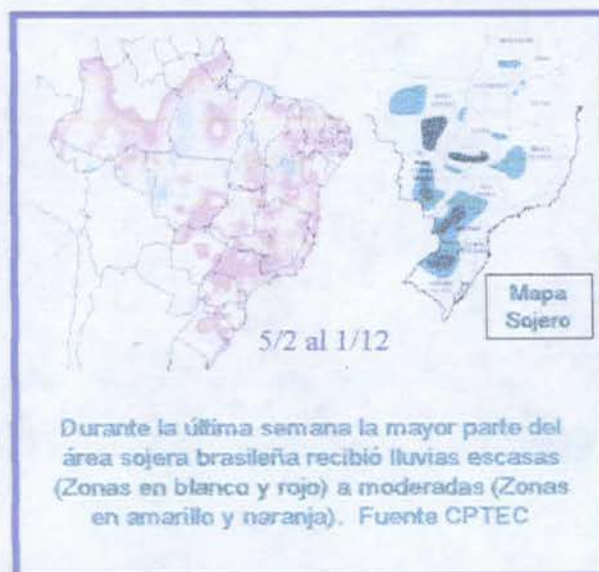 Mapa
Sojero
5/2 al 1/12
Durante la última semana la mayor parte del
área sojera brasileña recibió lluvias escasas
(Zonas en blanco y rojo) a moderadas (Zonas
en amarillo y naranja). Fuente CPTEC